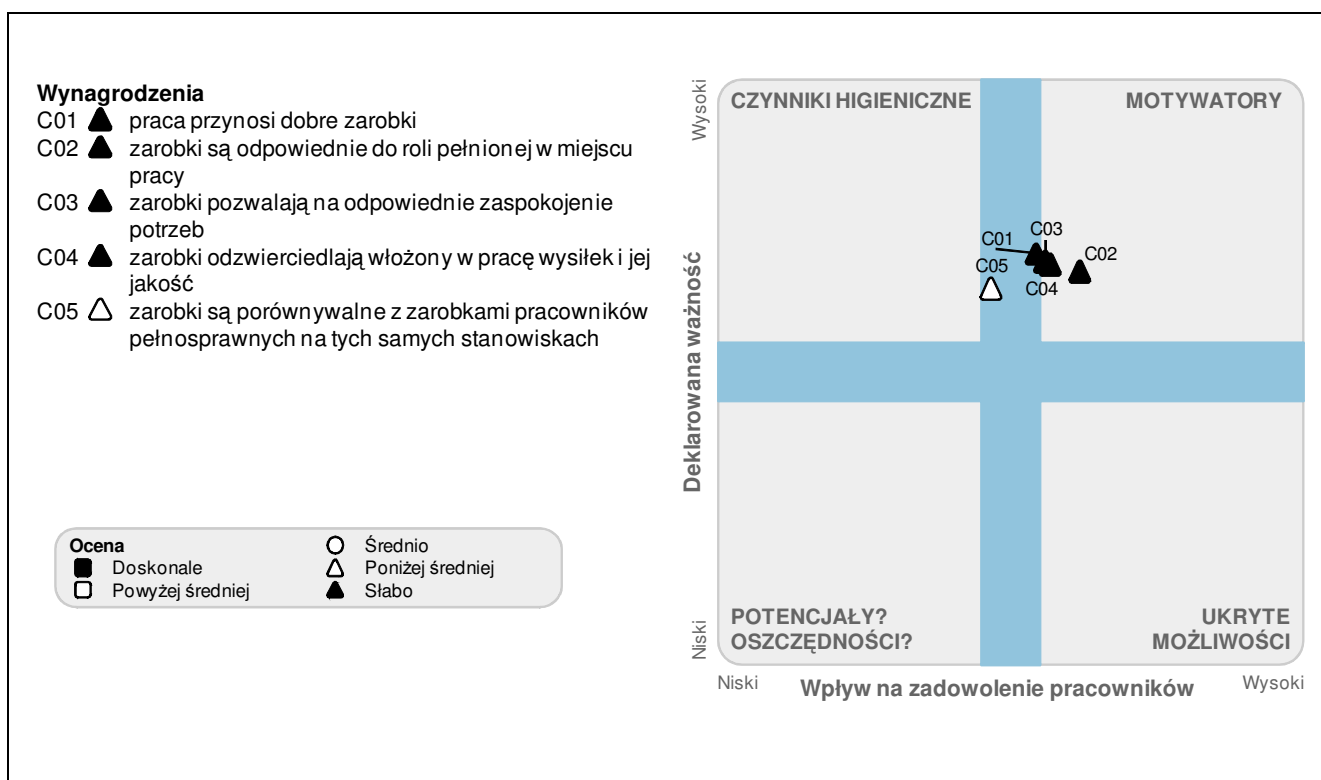 Wynagrodzenia
C01 praca przynosi dobre zarobki
C02 zarobki są odpowiednie do roli pełnionej w miejscu
pracy
C03 zarobki pozwalają na odpowiednie zaspokojenie
potrzeb
C04 zarobki odzwierciedlają włożony w pracę wysiłek i jej
jakość
C05 zarobki są porównywalne z zarobkami pracowników
pełnosprawnych na tych samych stanowiskach
Ocena
Doskonale
Powyżej średniej
Średnio
Poniżej średniej
Słabo
Wysoki
Deklarowana ważność
Niski
CZYNNIKI HIGIENICZNE
MOTYWATORY
C03
C01
C02
C05
C04
POTENCJAŁY?
OSZCZĘDNOŚCI?
UKRYTE
MOŻLIWOŚCI
Niski
Wpływ na zadowolenie pracowników
Wysoki